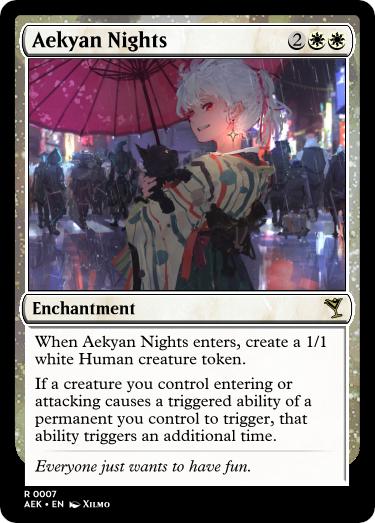 Aekyan Nights 2
Enchantment
When Aekyan Nights enters, create a 1/1
white Human creature token.
If a creature you control entering or
attacking causes a triggered ability of a
permanent you control to trigger, that
ability triggers an additional time.
Everyone just wants to have fun.
R 0007
AEK • EN XILMO